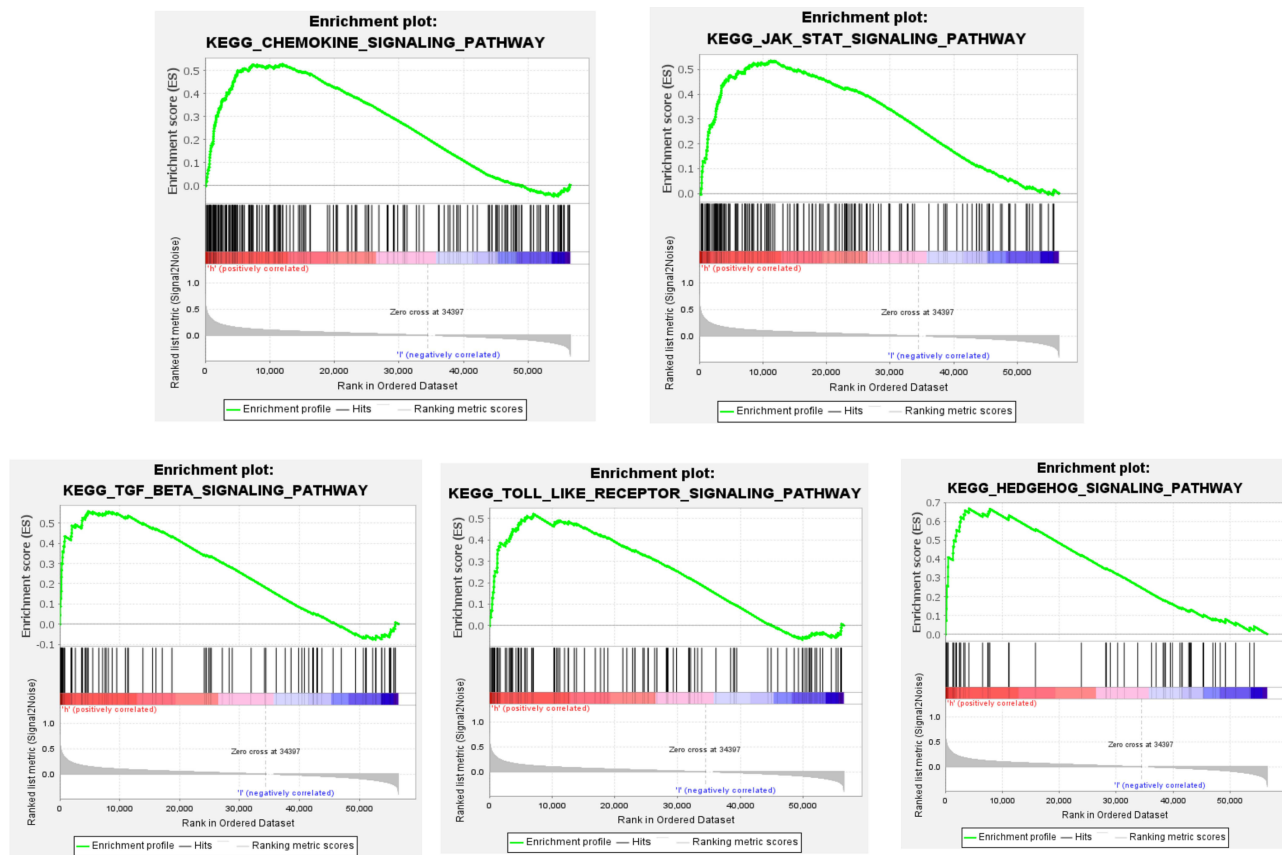 Enrichment plot:
KEGG_CHEMOKINE_SIGNALING_PATHWAY
Enrichment score (ES)
0.5
0.4
0.3
0.2
0.1
0.0
'h' (positively correlated)
Ranked list metric (Signal2Noise)
1.0
0.5
0.0
Zero cross at 34397
'l' (negatively correlated)
0 10,000 20,000 30,000 40,000 50,000
Rank in Ordered Dataset
Enrichment profile Hits Ranking metric scores
Enrichment plot:
KEGG_JAK_STAT_SIGNALING_PATHWAY
Enrichment score (ES)
0.5
0.4
0.3
0.2
0.1
0.0
'h' (positively correlated)
Ranked list metric (Signal2Noise)
1.0
0.5
0.0
Zero cross at 34397
'l' (negatively correlated)
0 10,000 20,000 30,000 40,000 50,000
Rank in Ordered Dataset
Enrichment profile Hits Ranking metric scores
Enrichment plot:
KEGG_TGF_BETA_SIGNALING_PATHWAY
Enrichment score (ES)
0.5
0.4
0.3
0.2
0.1
0.0
-0.1
'h' (positively correlated)
Ranked list metric (Signal2Noise)
1.0
0.5
0.0
Zero cross at 34397
'l' (negatively correlated)
0 10,000 20,000 30,000 40,000 50,000
Rank in Ordered Dataset
Enrichment profile Hits Ranking metric scores
Enrichment plot:
KEGG_TOLL_LIKE_RECEPTOR_SIGNALING_PATHWAY
Enrichment score (ES)
0.5
0.4
0.3
0.2
0.1
0.0
'h' (positively correlated)
Ranked list metric (Signal2Noise)
1.0
0.5
0.0
Zero cross at 34397
'l' (negatively correlated)
0 10,000 20,000 30,000 40,000 50,000
Rank in Ordered Dataset
Enrichment profile Hits Ranking metric scores
Enrichment plot:
KEGG_HEDGEHOG_SIGNALING_PATHWAY
Enrichment score (ES)
0.7
0.6
0.5
0.4
0.3
0.2
0.1
0.0
'h' (positively correlated)
Ranked list metric (Signal2Noise)
1.0
0.5
0.0
Zero cross at 34397
'l' (negatively correlated)
0 10,000 20,000 30,000 40,000 50,000
Rank in Ordered Dataset
Enrichment profile Hits Ranking metric scores